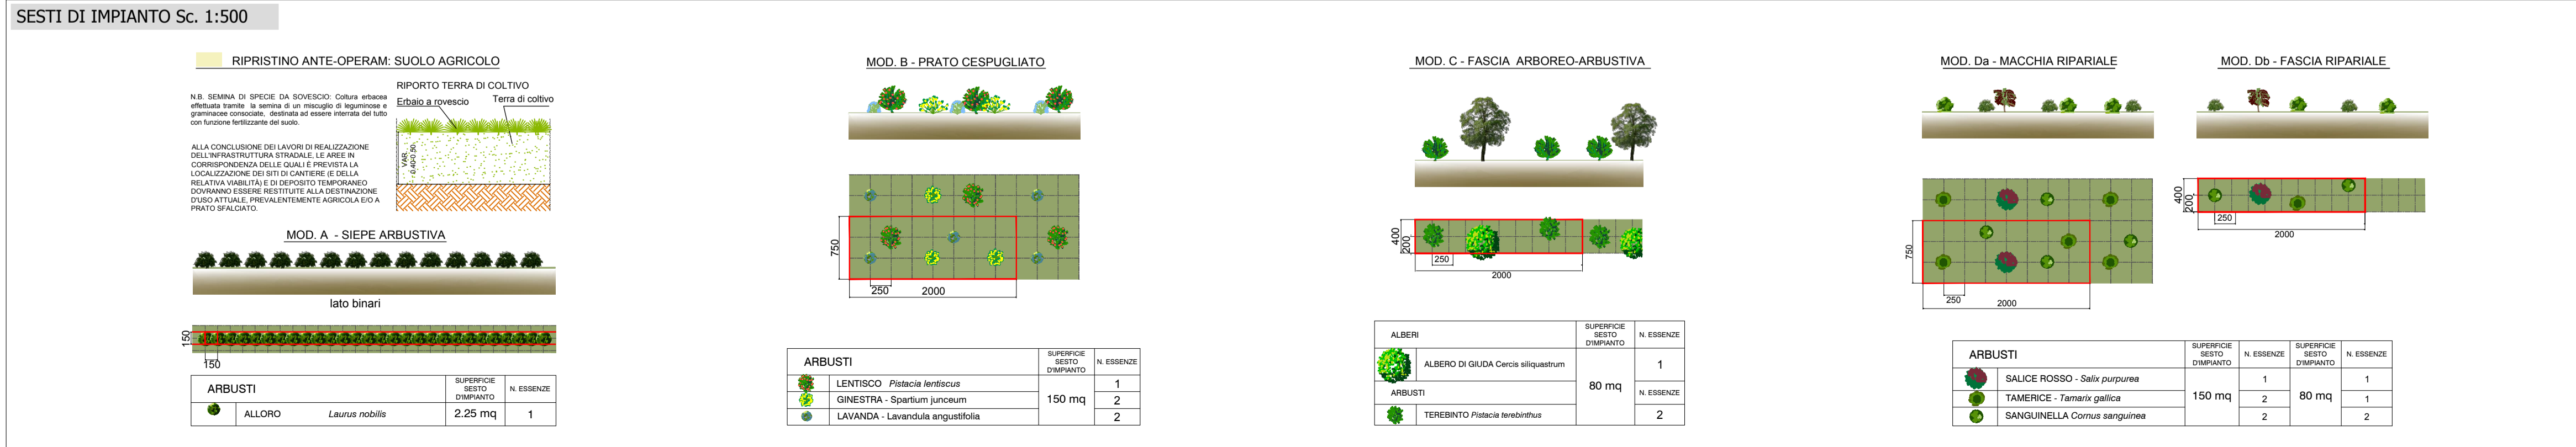 SESTI DI IMPIANTO Sc. 1:500
RIPRISTINO ANTE-OPERAM: SUOLO AGRICOLO
N.B. SEMINA DI SPECIE DA SOVESCIO: Coltura erbacea
effettuata tramite la semina di un miscuglio di leguminose e
graminacee consociate, destinata ad essere interrata del tutto
con funzione fertilizzante del suolo.
RIPORTO TERRA DI COLTIVO
Erbaio a rovescio
Terra di coltivo
VAR.
0.40-0.50
ALLA CONCLUSIONE DEI LAVORI DI REALIZZAZIONE
DELL'INFRASTRUTTURA STRADALE, LE AREE IN
CORRISPONDENZA DELLE QUALI È PREVISTA LA
LOCALIZZAZIONE DEI SITI DI CANTIERE (E DELLA
RELATIVA VIABILITÀ) E DI DEPOSITO TEMPORANEO
DOVRANNO ESSERE RESTITUITE ALLA DESTINAZIONE
D'USO ATTUALE, PREVALENTEMENTE AGRICOLA E/O A
PRATO SFALCIATO.
MOD. A - SIEPE ARBUSTIVA
lato binari
150
150
ARBUSTI
SUPERFICIE
SESTO
D'IMPIANTO
N. ESSENZE
ALLORO Laurus nobilis 2.25 mq 1
MOD. B - PRATO CESPUGLIATO
750
250
2000
ARBUSTI
SUPERFICIE
SESTO
D'IMPIANTO
N. ESSENZE
LENTISCO Pistacia lentiscus 1
GINESTRA - Spartium junceum 150 mq 2
LAVANDA - Lavandula angustifolia 2
MOD. C - FASCIA ARBOREO-ARBUSTIVA
400
200
250
2000
ALBERI
SUPERFICIE
SESTO
D'IMPIANTO
N. ESSENZE
ALBERO DI GIUDA Cercis siliquastrum 1
80 mq
ARBUSTI N. ESSENZE
TEREBINTO Pistacia terebinthus 2
MOD. Da - MACCHIA RIPARIALE
750
250
2000
MOD. Db - FASCIA RIPARIALE
400
200
250
2000
ARBUSTI
SUPERFICIE
SESTO
D'IMPIANTO
N. ESSENZE
SUPERFICIE
SESTO
D'IMPIANTO
N. ESSENZE
SALICE ROSSO - Salix purpurea 1 1
TAMERICE - Tamarix gallica 150 mq 2 80 mq 1
SANGUINELLA Cornus sanguinea 2 2